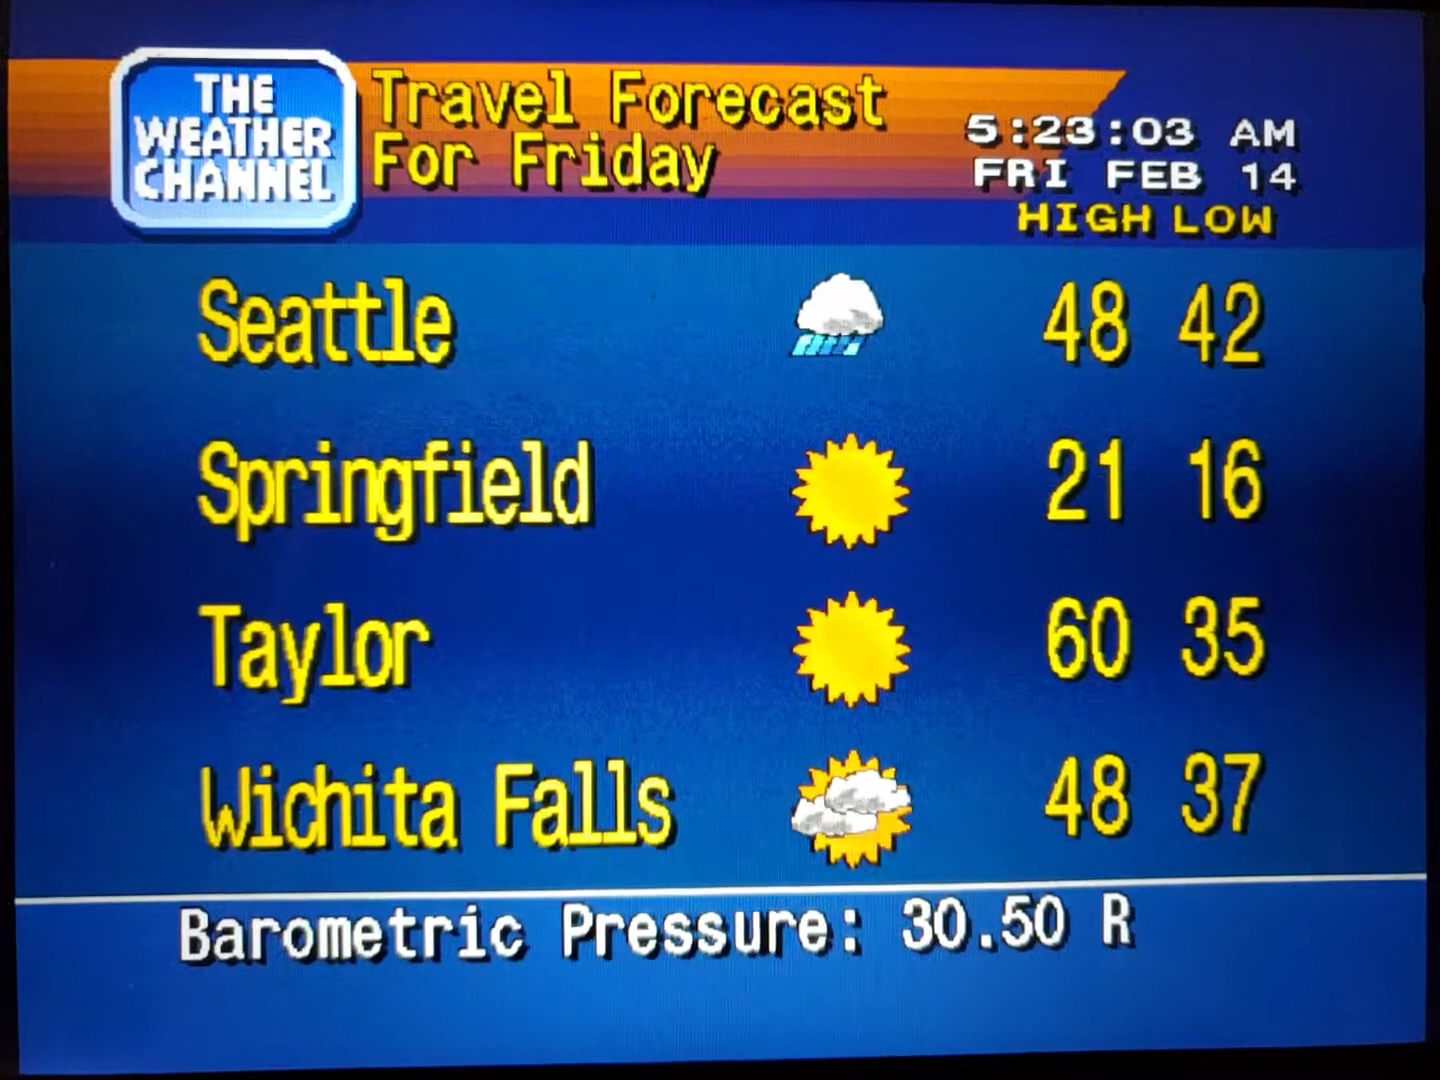 THE
WEATHER
CHANNEL
Travel Forecast
For Friday
5:23:03 AM
FRI FEB 14
HIGH LOW
Seattle 48 42
Springfield 21 16
Taylor 60 35
Wichita Falls 48 37
Barometric Pressure: 30.50 R